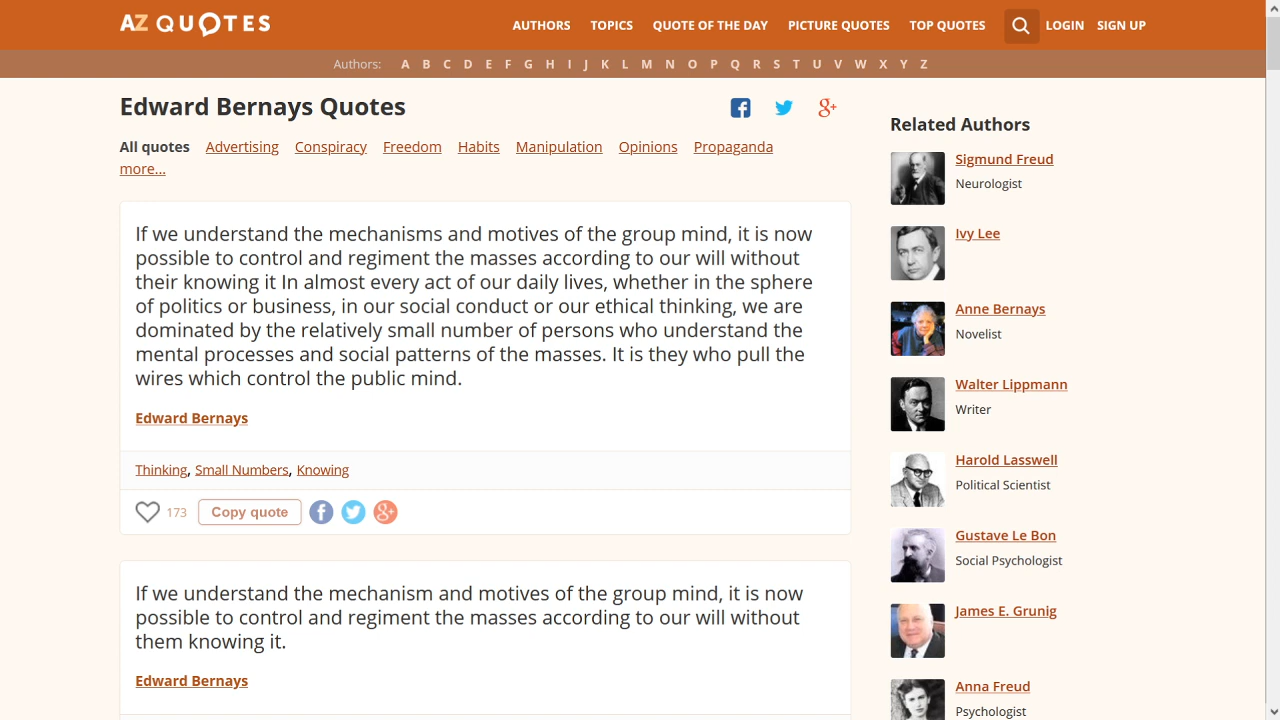 AZ QUOTES
AUTHORS TOPICS QUOTE OF THE DAY PICTURE QUOTES TOP QUOTES LOGIN SIGN UP
Authors: A B C D E F G H I J K L M N O P Q R S T U V W X Y Z
Edward Bernays Quotes
All quotes Advertising Conspiracy Freedom Habits Manipulation Opinions Propaganda
more...
If we understand the mechanisms and motives of the group mind, it is now
possible to control and regiment the masses according to our will without
their knowing it In almost every act of our daily lives, whether in the sphere
of politics or business, in our social conduct or our ethical thinking, we are
dominated by the relatively small number of persons who understand the
mental processes and social patterns of the masses. It is they who pull the
wires which control the public mind.
Edward Bernays
Thinking, Small Numbers, Knowing
173 Copy quote
If we understand the mechanism and motives of the group mind, it is now
possible to control and regiment the masses according to our will without
them knowing it.
Edward Bernays
Related Authors
Sigmund Freud
Neurologist
Ivy Lee
Anne Bernays
Novelist
Walter Lippmann
Writer
Harold Lasswell
Political Scientist
Gustave Le Bon
Social Psychologist
James E. Grunig
Anna Freud
Psychologist